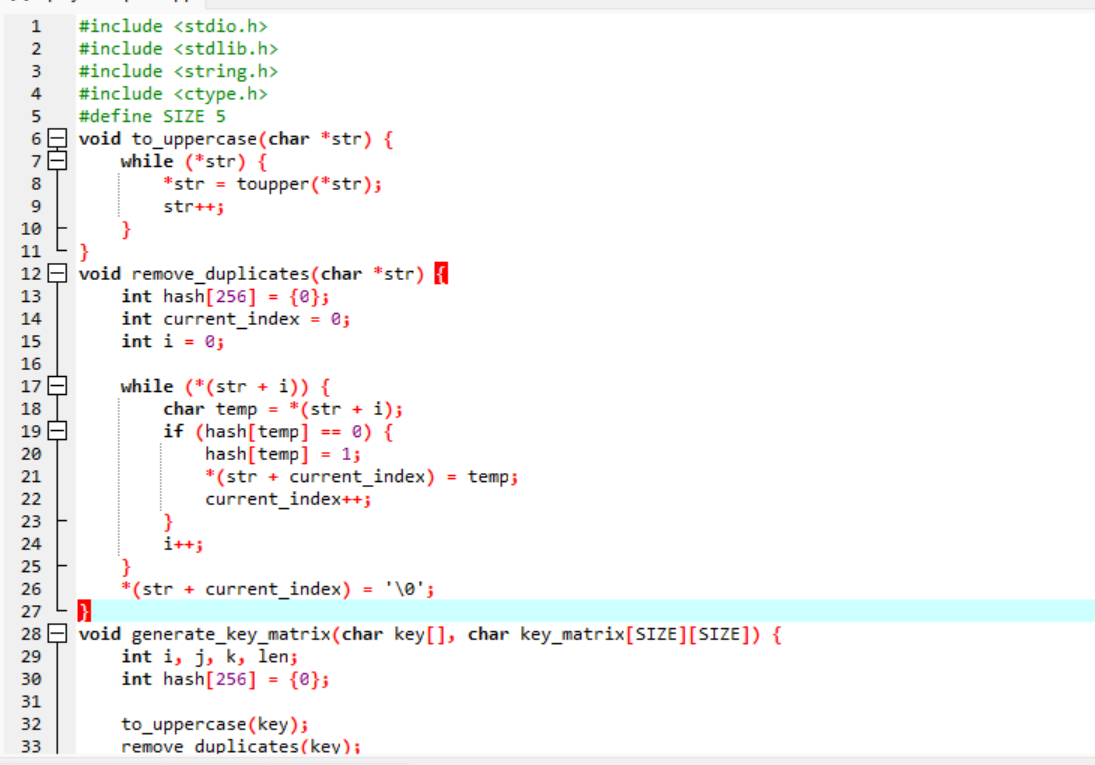 1 #include <stdio.h>
2 #include <stdlib.h>
3 #include <string.h>
4 #include <ctype.h>
5 #define SIZE 5
6 void to_uppercase(char *str) {
7     while (*str) {
8         *str = toupper(*str);
9         str++;
10     }
11 }
12 void remove_duplicates(char *str) {
13     int hash[256] = {0};
14     int current_index = 0;
15     int i = 0;
16
17     while (*(str + i)) {
18         char temp = *(str + i);
19         if (hash[temp] == 0) {
20             hash[temp] = 1;
21             *(str + current_index) = temp;
22             current_index++;
23         }
24         i++;
25     }
26     *(str + current_index) = '\0';
27 }
28 void generate_key_matrix(char key[], char key_matrix[SIZE][SIZE]) {
29     int i, j, k, len;
30     int hash[256] = {0};
31
32     to_uppercase(key);
33     remove_duplicates(key);